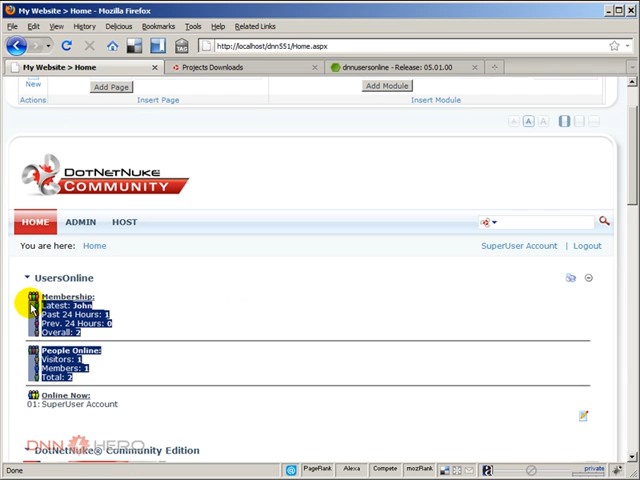 My Website > Home - Mozilla Firefox
File Edit View History Delicious Bookmarks Tools Help Related Links
TAG
http://localhost/dnn551/Home.aspx
My Website > Home
Projects Downloads
dnnusersonline - Release: 05.01.00
New
Add Page
Add Module
Actions
Insert Page
Insert Module
A A A
DOTNETNUKE
COMMUNITY
HOME ADMIN HOST
You are here: Home
SuperUser Account | Logout
UsersOnline
Membership:
Latest: John
Past 24 Hours: 1
Prev. 24 Hours: 0
Overall: 2
People Online:
Visitors: 1
Members: 1
Total: 2
Online Now:
01: SuperUser Account
DNN HERO
DotNetNuke® Community Edition
Done
PageRank
Alexa
Compete
mozRank
private